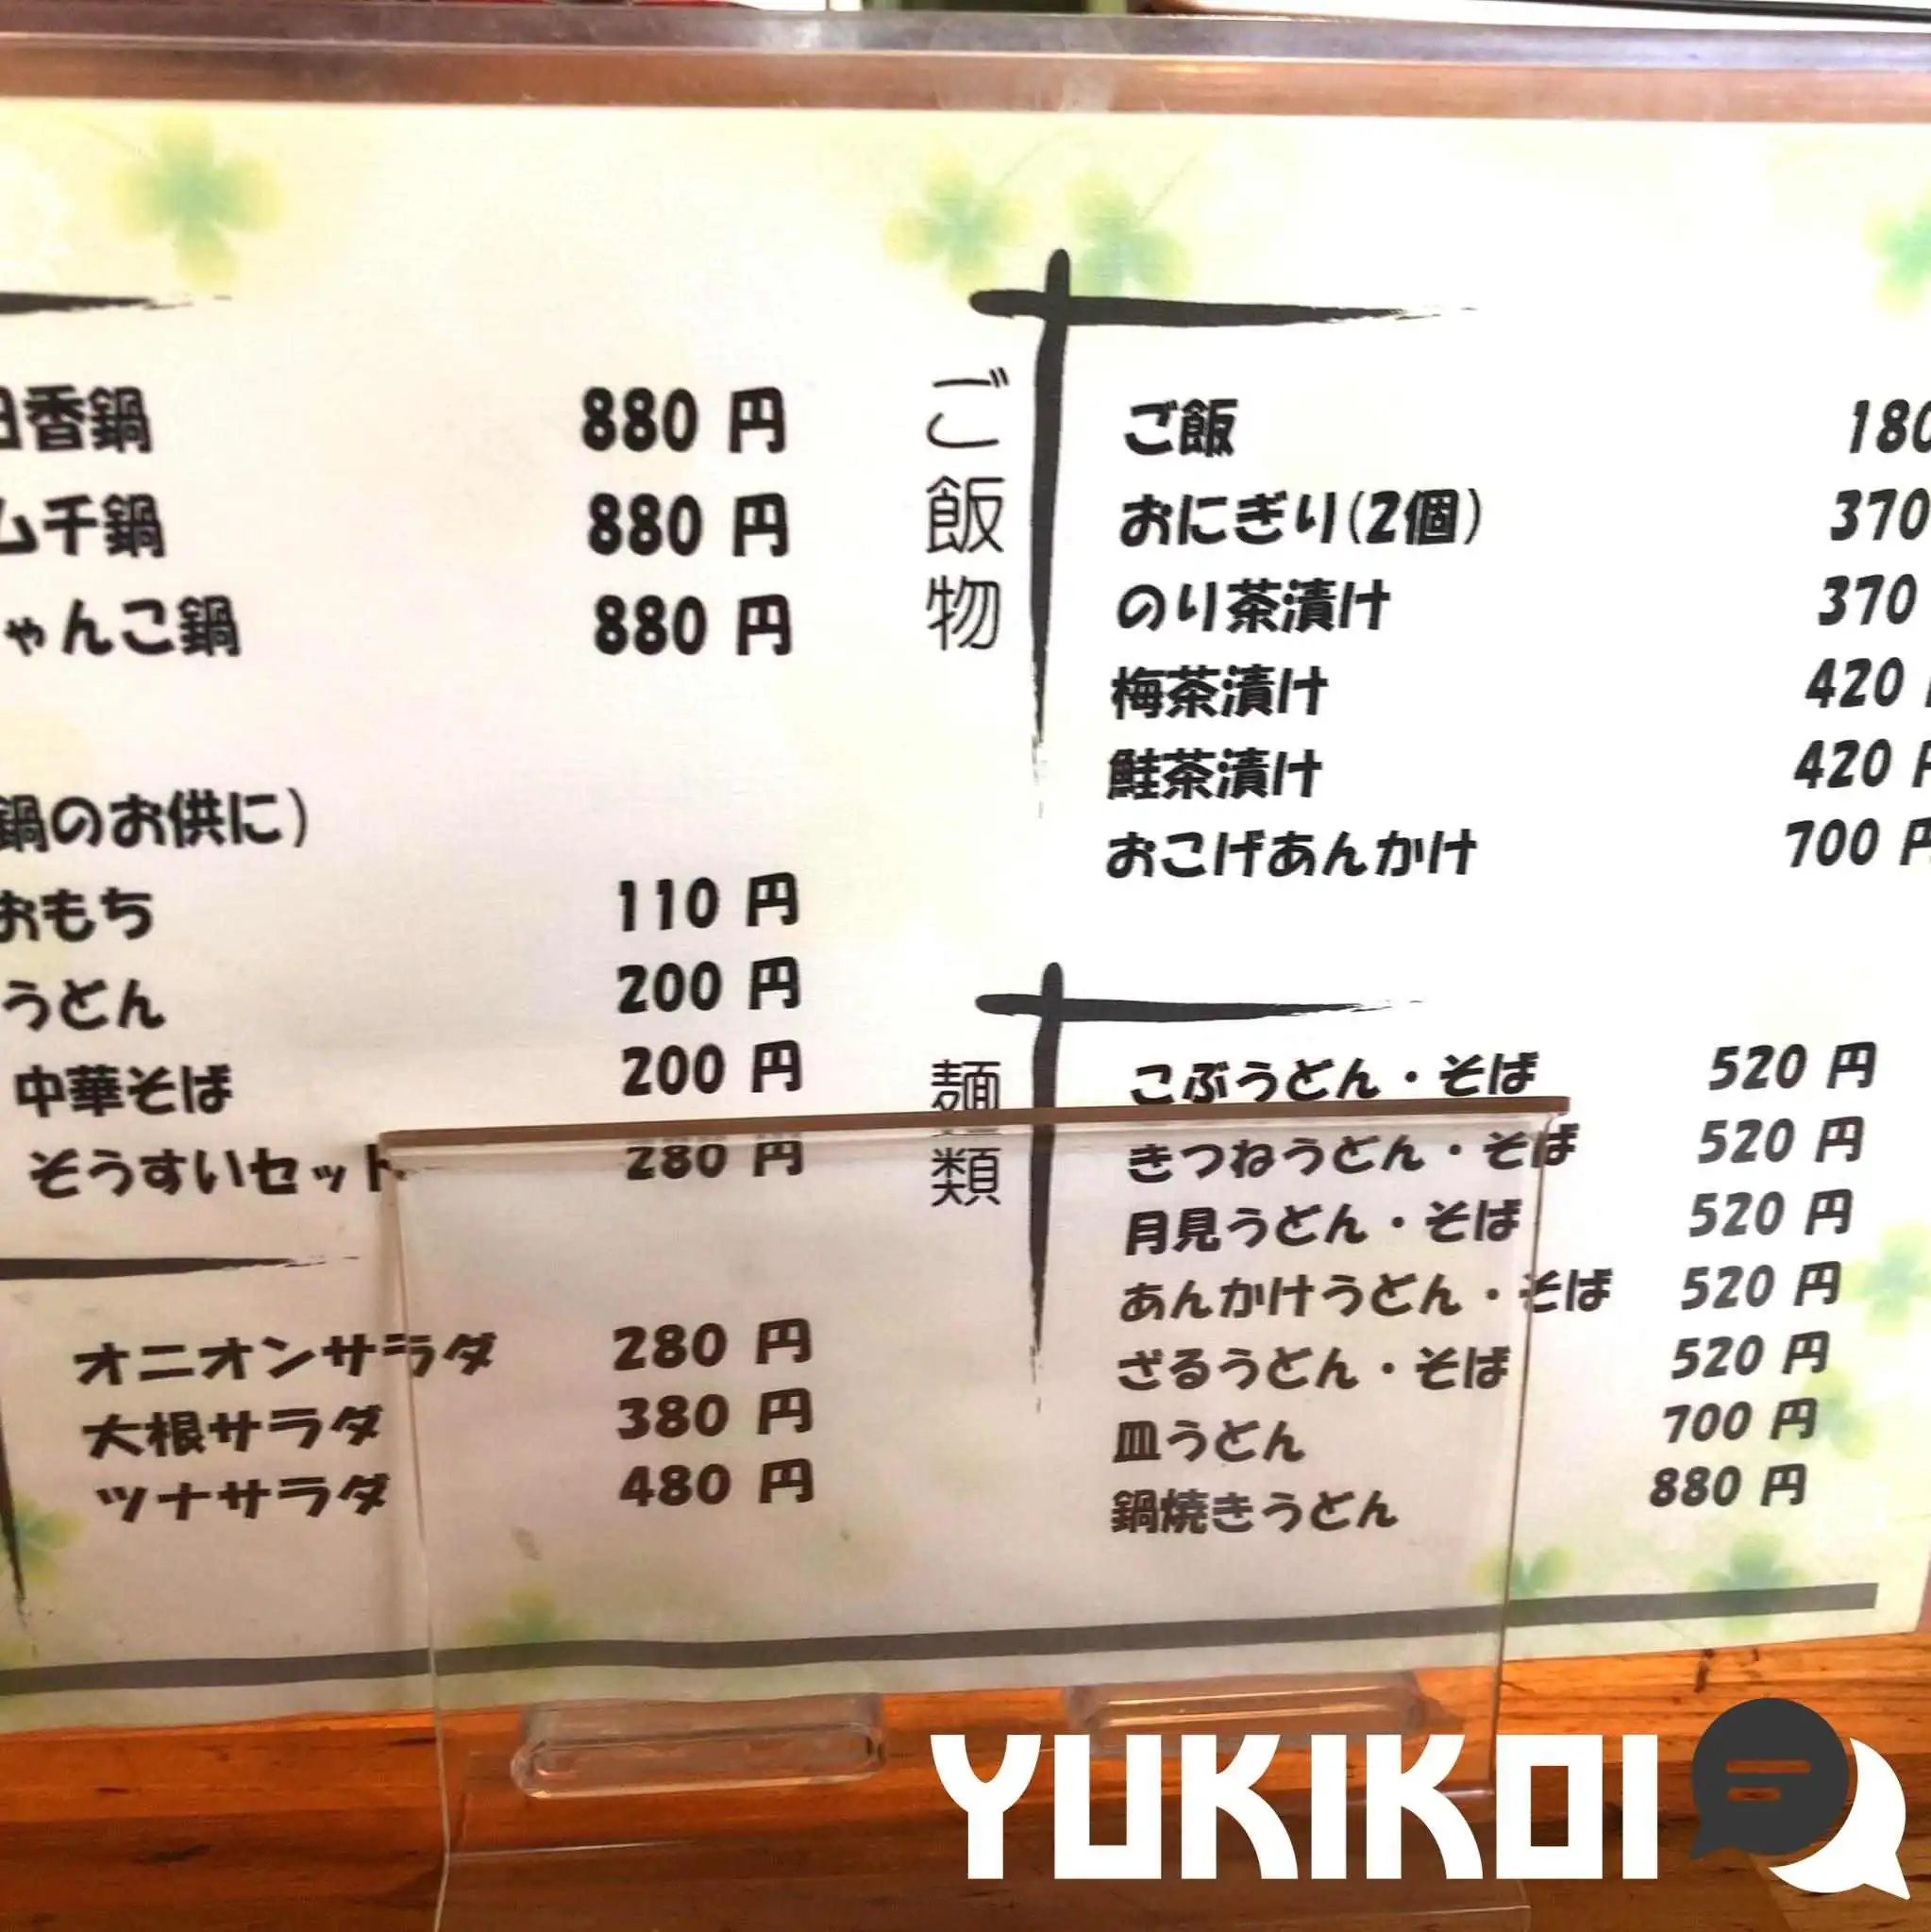 日香鍋 880 円
ムチ鍋 880 円
ゃんこ鍋 880 円
鍋のお供に)
おもち 110 円
うどん 200 円
中華そば 200 円
そうすいセット 280 円
オニオンサラダ 280 円
大根サラダ 380 円
ツナサラダ 480 円
ご飯物
ご飯 180
おにぎり(2個) 370
のり茶漬け 370
梅茶漬け 420
鮭茶漬け 420 円
おこげあんかけ 700 円
麺類
こぶうどん・そば 520 円
きつねうどん・そば 520 円
月見うどん・そば 520 円
あんかけうどん・そば 520 円
ざるうどん・そば 520 円
皿うどん 700 円
鍋焼きうどん 880 円
YUKIKOI